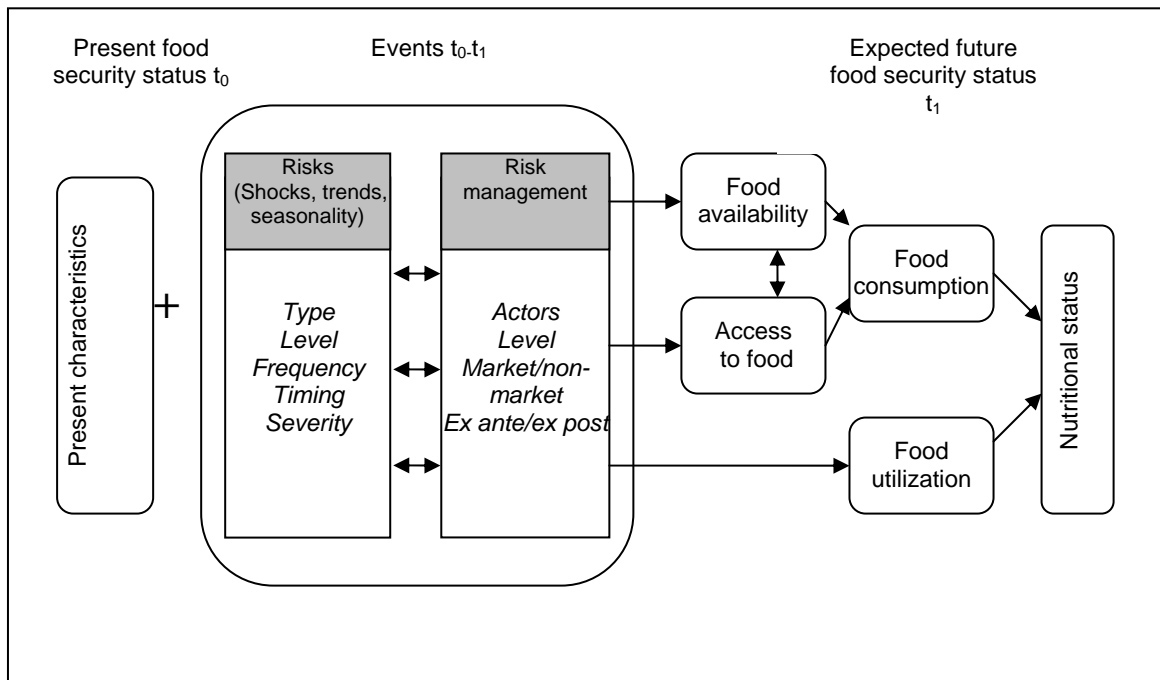 Present food
security status t0
Events t0-t1
Expected future
food security status
t1
Present characteristics
+
Risks
(Shocks, trends,
seasonality)
Type
Level
Frequency
Timing
Severity
Risk
management
Actors
Level
Market/non-
market
Ex ante/ex post
Food
availability
Access
to food
Food
consumption
Food
utilization
Nutritional status